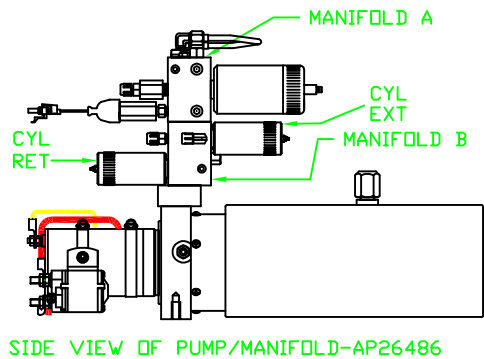 MANIFOLD A
CYL
EXT
CYL
RET
MANIFOLD B
SIDE VIEW OF PUMP/MANIFOLD-AP26486